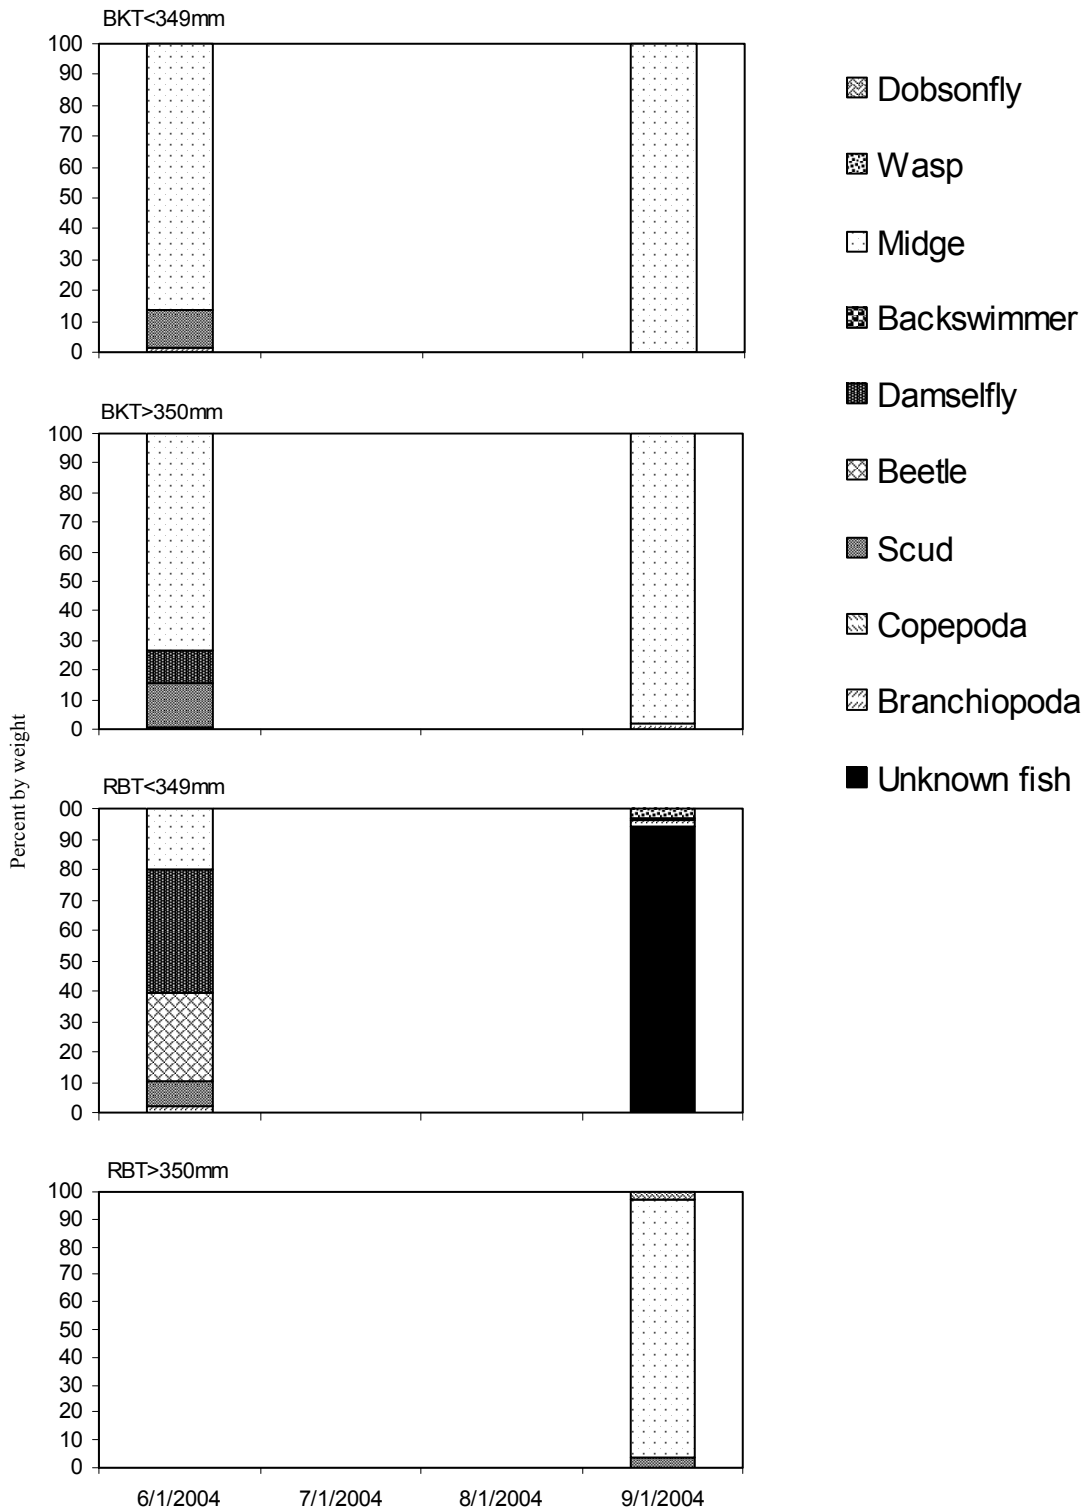 BKT<349mm
100
90
80
70
60
50
40
30
20
10
0
BKT>350mm
100
90
80
70
60
50
40
30
20
10
0
Percent by weight
RBT<349mm
00
90
80
70
60
50
40
30
20
10
0
RBT>350mm
100
90
80
70
60
50
40
30
20
10
0
6/1/2004 7/1/2004 8/1/2004 9/1/2004
Dobsonfly
Wasp
Midge
Backswimmer
Damselfly
Beetle
Scud
Copepoda
Branchiopoda
Unknown fish